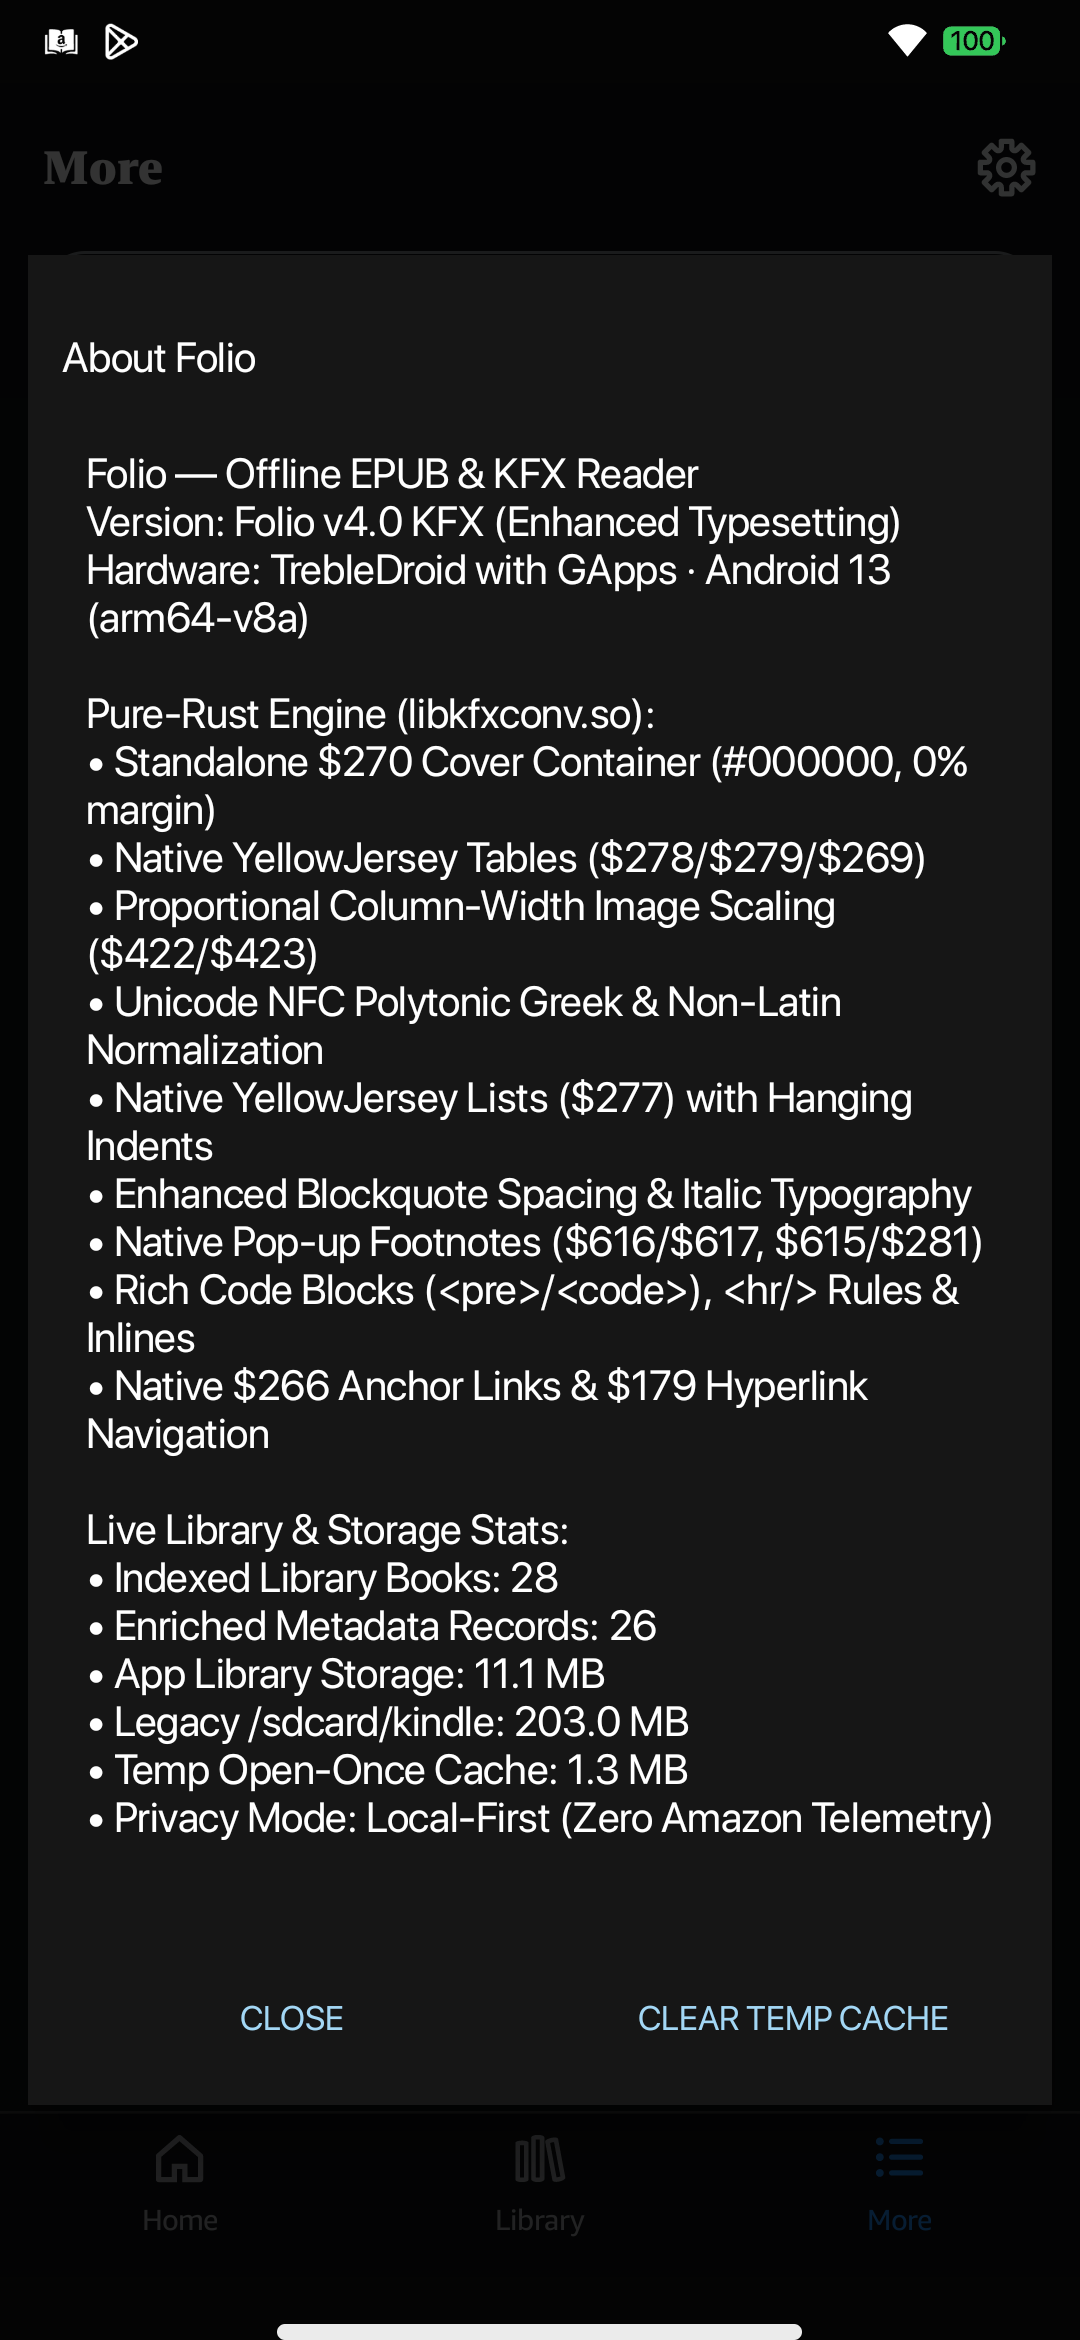 100
More
About Folio
Folio — Offline EPUB & KFX Reader
Version: Folio v4.0 KFX (Enhanced Typesetting)
Hardware: TrebleDroid with GApps · Android 13
(arm64-v8a)
Pure-Rust Engine (libkfxconv.so):
• Standalone $270 Cover Container (#000000, 0%
margin)
• Native YellowJersey Tables ($278/$279/$269)
• Proportional Column-Width Image Scaling
($422/$423)
• Unicode NFC Polytonic Greek & Non-Latin
Normalization
• Native YellowJersey Lists ($277) with Hanging
Indents
• Enhanced Blockquote Spacing & Italic Typography
• Native Pop-up Footnotes ($616/$617, $615/$281)
• Rich Code Blocks (<pre>/<code>), <hr/> Rules &
Inlines
• Native $266 Anchor Links & $179 Hyperlink
Navigation
Live Library & Storage Stats:
• Indexed Library Books: 28
• Enriched Metadata Records: 26
• App Library Storage: 11.1 MB
• Legacy /sdcard/kindle: 203.0 MB
• Temp Open-Once Cache: 1.3 MB
• Privacy Mode: Local-First (Zero Amazon Telemetry)
CLOSE CLEAR TEMP CACHE
Home Library More